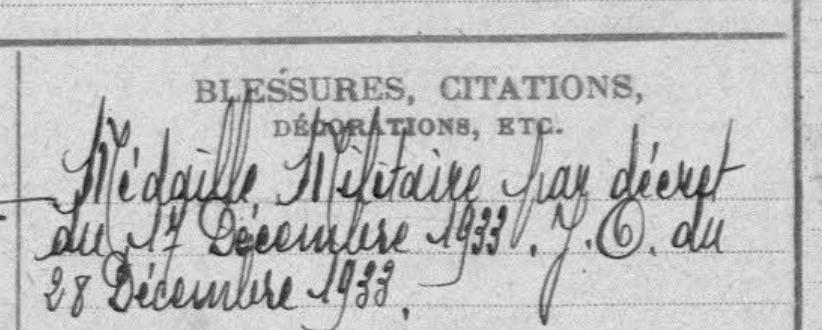 BLESSURES, CITATIONS,
DÉCORATIONS, ETC.
Médaille Militaire par décret
du 17 Décembre 1933. J.O. du
28 Décembre 1933.